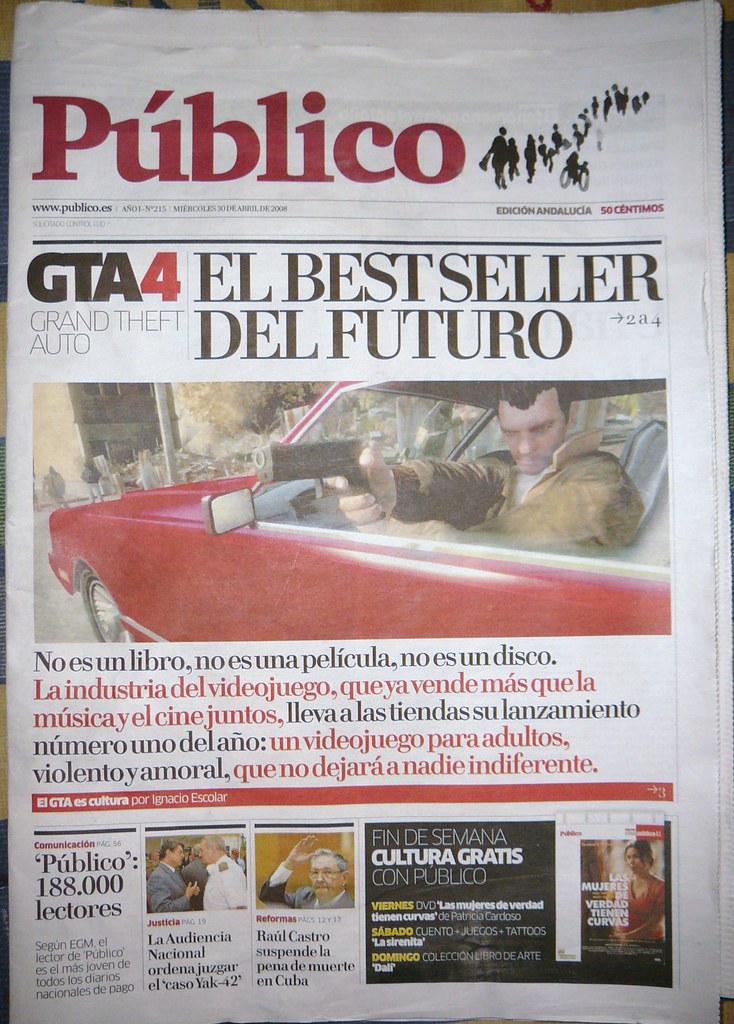 Público
www.publico.es | AÑO I - Nº 215 | MIÉRCOLES 30 DE ABRIL DE 2008
EDICIÓN ANDALUCÍA 50 CÉNTIMOS
SOLICITADO CONTROL OJD
GTA4
GRAND THEFT
AUTO
EL BEST SELLER
DEL FUTURO
→2 a 4
No es un libro, no es una película, no es un disco.
La industria del videojuego, que ya vende más que la
música y el cine juntos, lleva a las tiendas su lanzamiento
número uno del año: un videojuego para adultos,
violento y amoral, que no dejará a nadie indiferente.
El GTA es cultura por Ignacio Escolar →3
Comunicación PÁG. 56
'Público':
188.000
lectores
Según EGM, el
lector de 'Público'
es el más joven de
todos los diarios
nacionales de pago
Justicia PÁG. 19
La Audiencia
Nacional
ordena juzgar
el 'caso Yak-42'
Reformas PÁGS. 12 Y 13
Raúl Castro
suspende la
pena de muerte
en Cuba
FIN DE SEMANA
CULTURA GRATIS
CON PÚBLICO
VIERNES DVD 'Las mujeres de verdad
tienen curvas' de Patricia Cardoso
SÁBADO CUENTO + JUEGOS + TATTOOS
'La sirenita'
DOMINGO COLECCIÓN LIBRO DE ARTE
'Dalí'
Público
LAS
MUJERES
DE
VERDAD
TIENEN
CURVAS